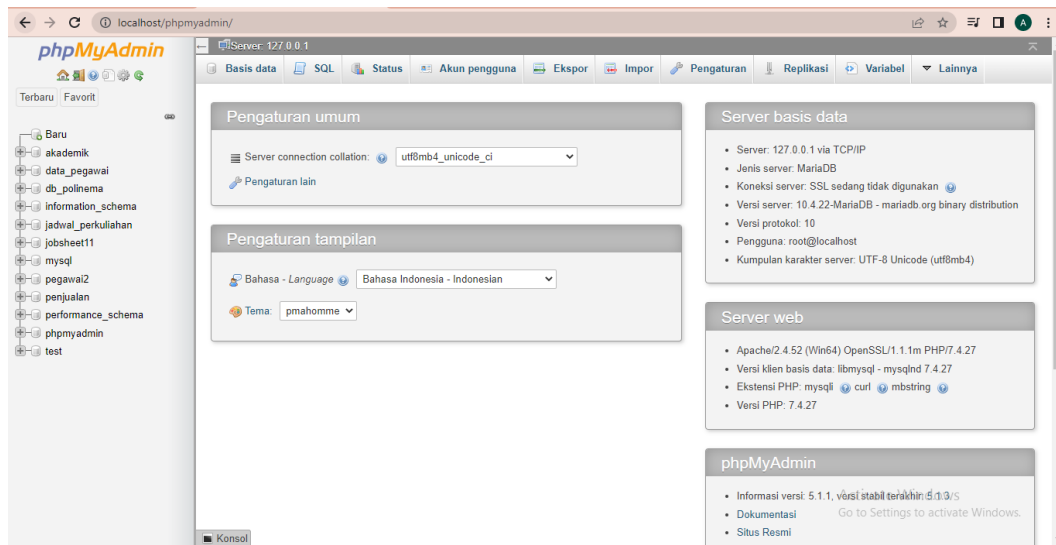 localhost/phpmyadmin/
A
phpMyAdmin
Terbaru Favorit
Baru
akademik
data_pegawai
db_polinema
information_schema
jadwal_perkuliahan
jobsheet11
mysql
pegawai2
penjualan
performance_schema
phpmyadmin
test
Server: 127.0.0.1
Basis data SQL Status Akun pengguna Ekspor Impor Pengaturan Replikasi Variabel Lainnya
Pengaturan umum
Server connection collation: utf8mb4_unicode_ci
Pengaturan lain
Pengaturan tampilan
Bahasa - Language Bahasa Indonesia - Indonesian
Tema: pmahomme
Server basis data
Server: 127.0.0.1 via TCP/IP
Jenis server: MariaDB
Koneksi server: SSL sedang tidak digunakan
Versi server: 10.4.22-MariaDB - mariadb.org binary distribution
Versi protokol: 10
Pengguna: root@localhost
Kumpulan karakter server: UTF-8 Unicode (utf8mb4)
Server web
Apache/2.4.52 (Win64) OpenSSL/1.1.1m PHP/7.4.27
Versi klien basis data: libmysql - mysqlnd 7.4.27
Ekstensi PHP: mysqli curl mbstring
Versi PHP: 7.4.27
phpMyAdmin
Informasi versi: 5.1.1, versi stabil terakhir: 5.1.3
Dokumentasi
Situs Resmi
Activate Windows
Go to Settings to activate Windows.
Konsol